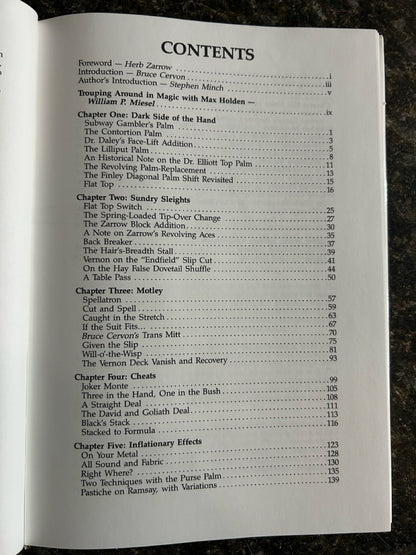 CONTENTS
Foreword — Herb Zarrow . . . i
Introduction — Bruce Cervon . . . iii
Author's Introduction — Stephen Minch . . . v
Trouping Around in Magic with Max Holden —
William P. Miesel . . . ix
Chapter One: Dark Side of the Hand
Subway Gambler's Palm . . . 1
The Contortion Palm . . . 3
Dr. Daley's Face-Lift Addition . . . 5
The Lilliput Palm . . . 8
An Historical Note on the Dr. Elliott Top Palm . . . 11
The Revolving Palm-Replacement . . . 13
The Finley Diagonal Palm Shift Revisited . . . 15
Flat Top . . . 16
Chapter Two: Sundry Sleights
Flat Top Switch . . . 25
The Spring-Loaded Tip-Over Change . . . 27
The Zarrow Block Addition . . . 30
A Note on Zarrow's Revolving Aces . . . 35
Back Breaker . . . 37
The Hair's-Breadth Stall . . . 39
Vernon on the "Endfield" Slip Cut . . . 41
On the Hay False Dovetail Shuffle . . . 44
A Table Pass . . . 50
Chapter Three: Motley
Spellatron . . . 57
Cut and Spell . . . 59
Caught in the Stretch . . . 63
If the Suit Fits... . . . 67
Bruce Cervon's Trans Mitt . . . 70
Given the Slip . . . 75
Will-o'-the-Wisp . . . 81
The Vernon Deck Vanish and Recovery . . . 93
Chapter Four: Cheats
Joker Monte . . . 99
Three in the Hand, One in the Bush . . . 105
A Straight Deal . . . 108
The David and Goliath Deal . . . 111
Black's Stack . . . 113
Stacked to Formula . . . 116
Chapter Five: Inflationary Effects
On Your Metal . . . 123
All Sound and Fabric . . . 128
Right Where? . . . 130
Two Techniques with the Purse Palm . . . 135
Pastiche on Ramsay, with Variations . . . 139